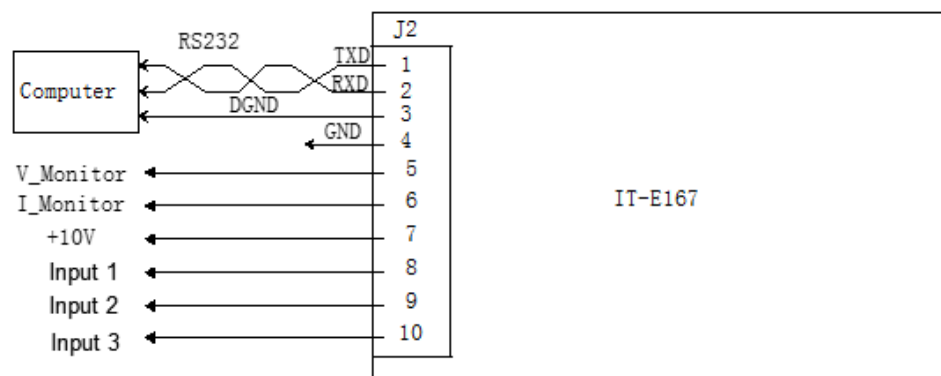 J2
RS232
TXD
1
Computer
RXD
2
DGND
3
GND
4
V_Monitor
5
I_Monitor
6
IT-E167
+10V
7
Input 1
8
Input 2
9
Input 3
10